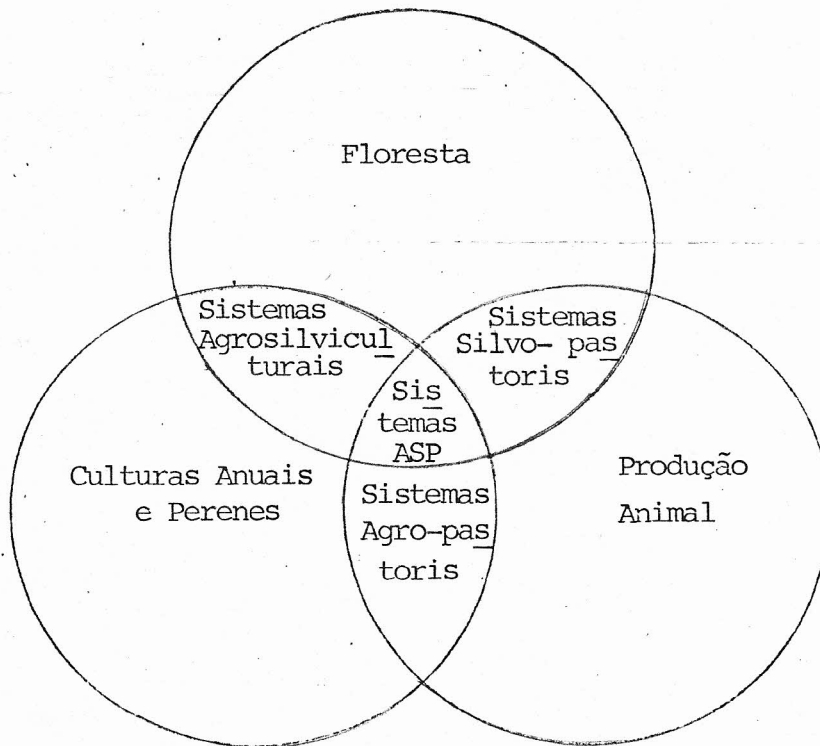 Floresta
Sistemas
Agrosilvicul
turais
Sistemas
Silvo- pas
toris
Sis
temas
ASP
Culturas Anuais
e Perenes
Sistemas
Agro-pas
toris
Produção
Animal